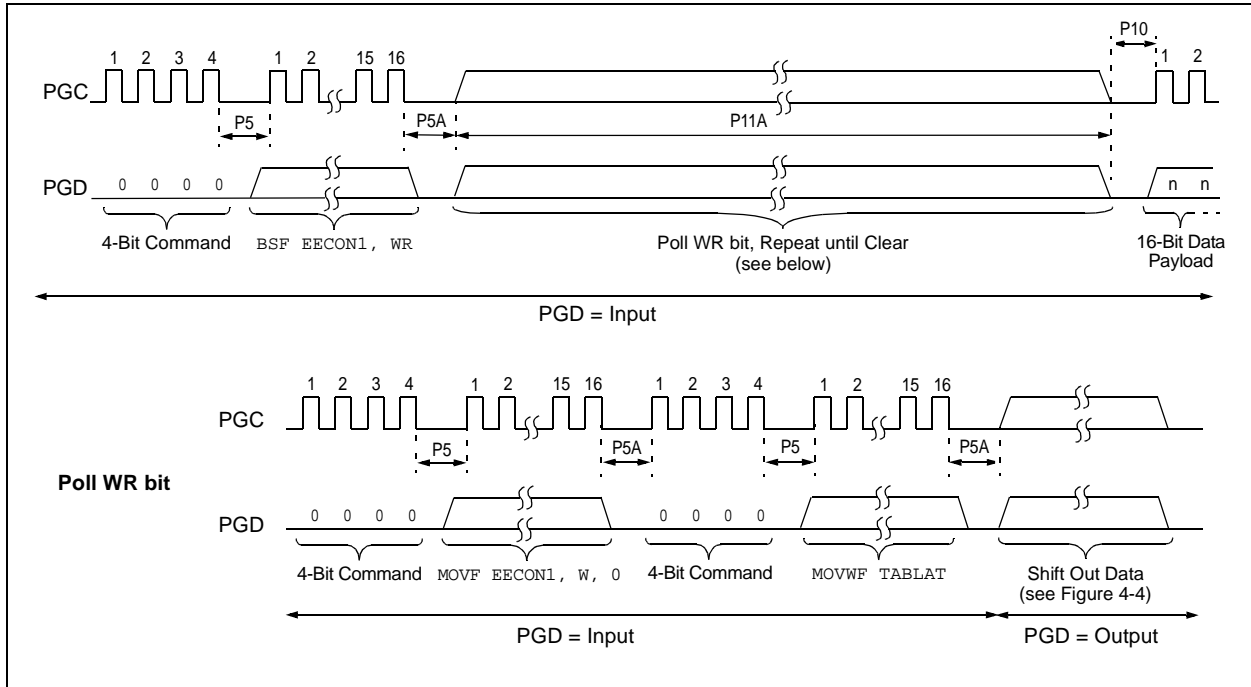 P10
1 2 3 4 1 2 15 16 1 2
PGC
P5 P5A P11A
PGD 0 0 0 0 n n
4-Bit Command BSF EECON1, WR Poll WR bit, Repeat until Clear 16-Bit Data
(see below) Payload
PGD = Input
1 2 3 4 1 2 15 16 1 2 3 4 1 2 15 16
PGC
P5 P5A P5 P5A
Poll WR bit
PGD 0 0 0 0 0 0 0 0
4-Bit Command MOVF EECON1, W, 0 4-Bit Command MOVWF TABLAT Shift Out Data
(see Figure 4-4)
PGD = Input PGD = Output